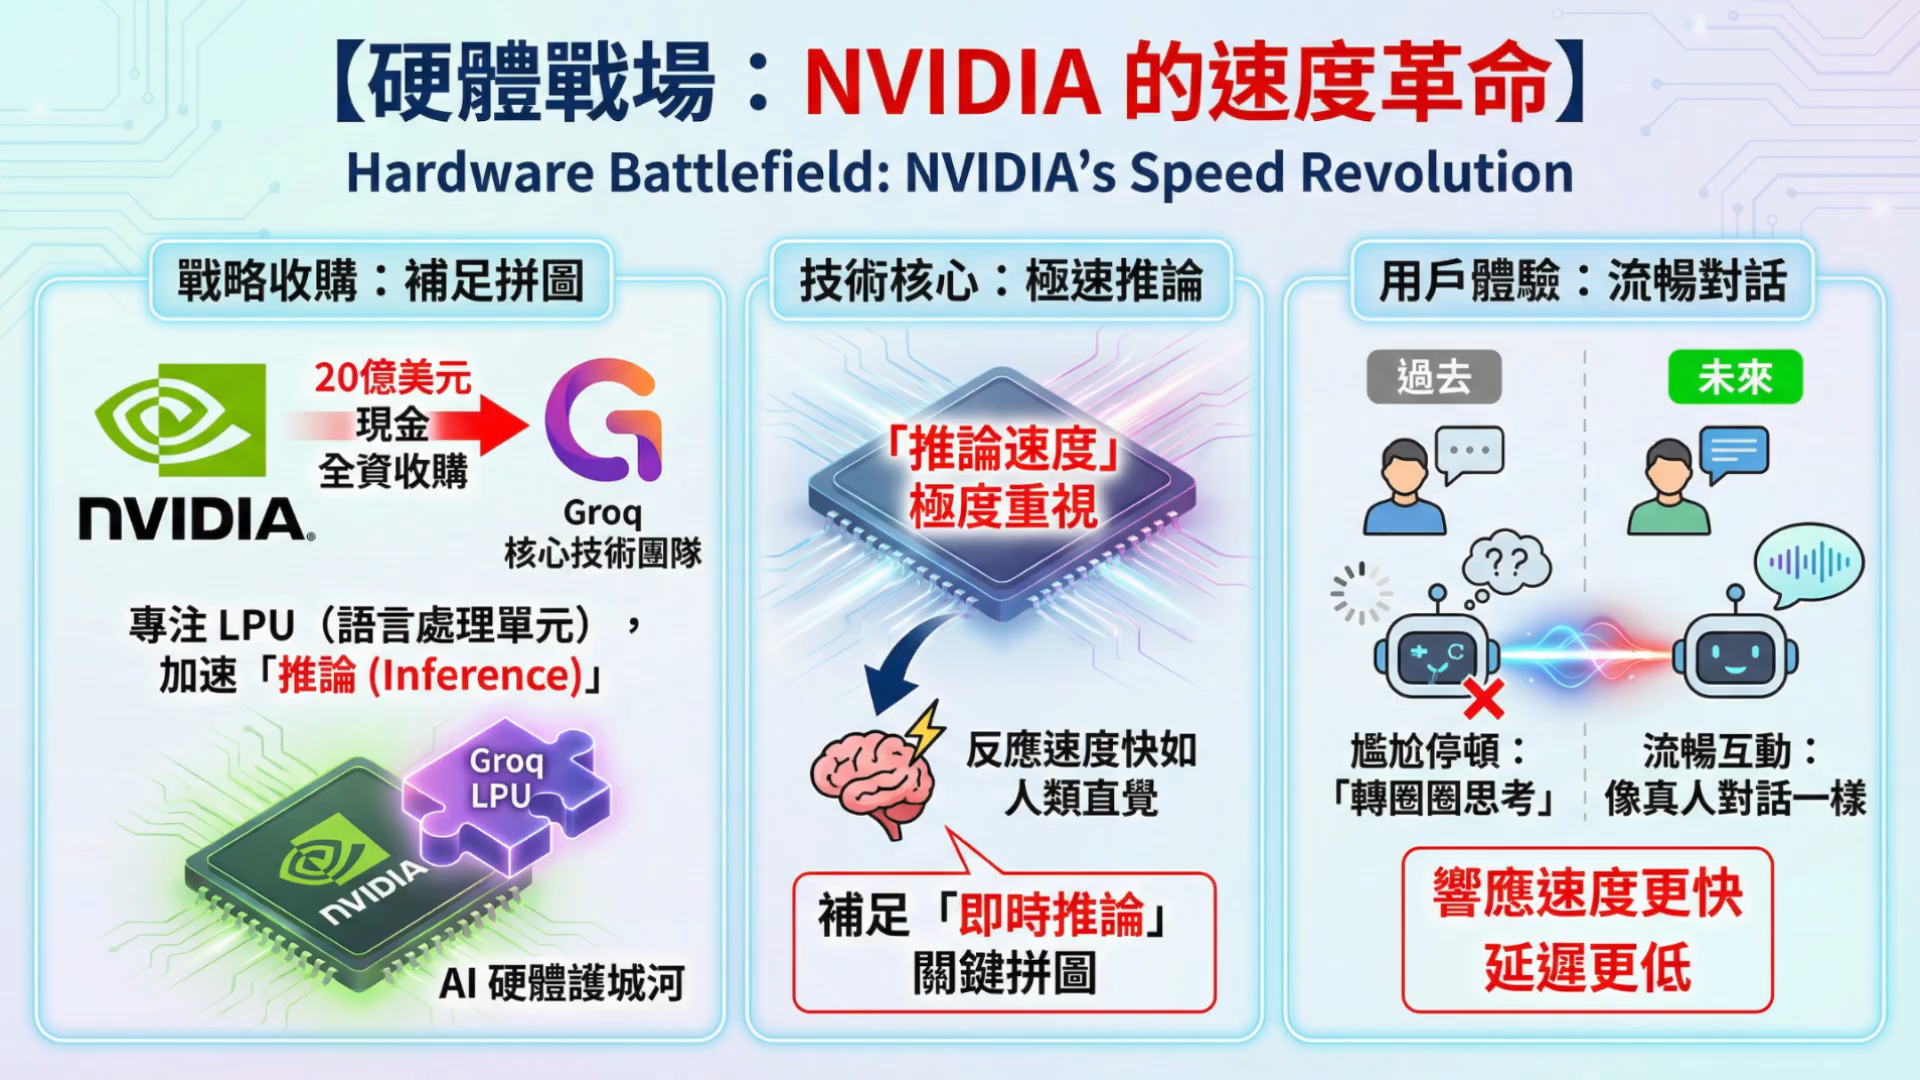 【硬體戰場：NVIDIA 的速度革命】
Hardware Battlefield: NVIDIA's Speed Revolution
戰略收購：補足拼圖
NVIDIA
20億美元
現金
全資收購
Groq
核心技術團隊
專注 LPU（語言處理單元），
加速「推論 (Inference)」
Groq
LPU
NVIDIA
AI 硬體護城河
技術核心：極速推論
「推論速度」
極度重視
反應速度快如
人類直覺
補足「即時推論」
關鍵拼圖
用戶體驗：流暢對話
過去
未來
??
尷尬停頓：
「轉圈圈思考」
流暢互動：
像真人對話一樣
響應速度更快
延遲更低